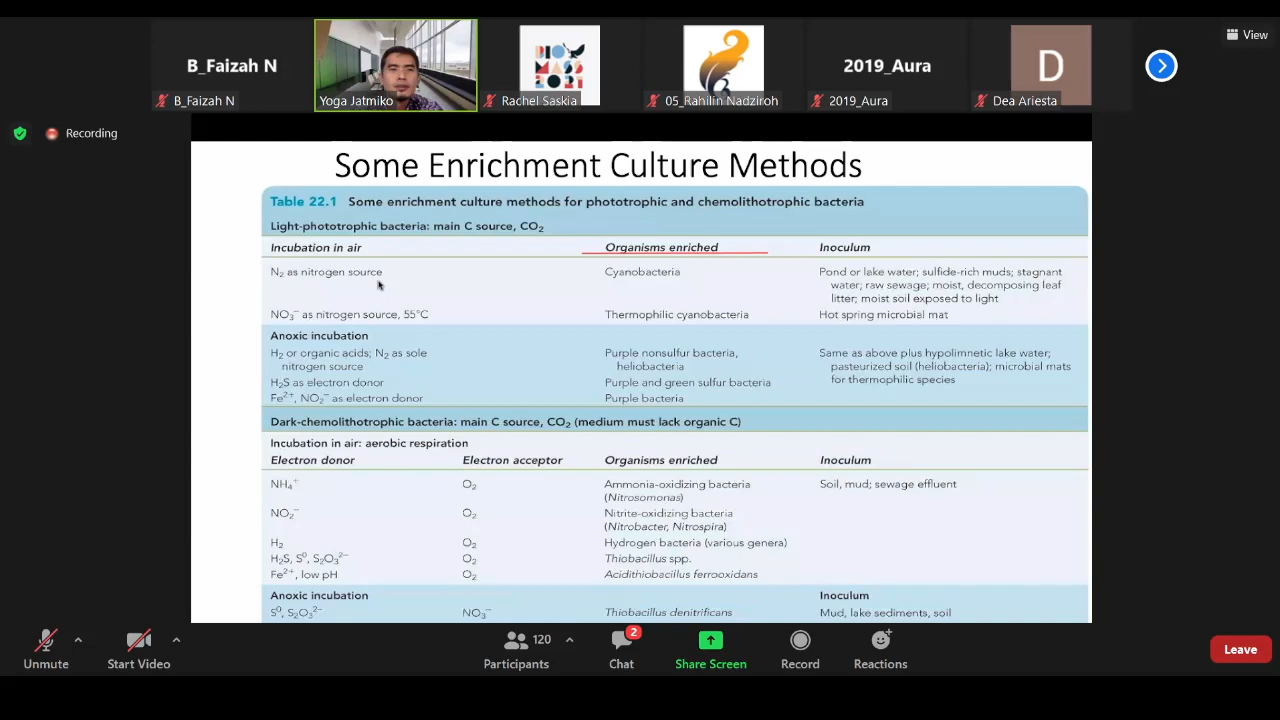 View
B_Faizah N
2019_Aura
D
BIO
MASS
2021
B_Faizah N
Yoga Jatmiko
Rachel Saskia
05_Rahilin Nadziroh
2019_Aura
Dea Ariesta
Recording
Some Enrichment Culture Methods
Table 22.1 Some enrichment culture methods for phototrophic and chemolithotrophic bacteria
Light-phototrophic bacteria: main C source, CO₂
Incubation in air Organisms enriched Inoculum
N₂ as nitrogen source Cyanobacteria Pond or lake water; sulfide-rich muds; stagnant
water; raw sewage; moist, decomposing leaf
litter; moist soil exposed to light
NO₃⁻ as nitrogen source, 55°C Thermophilic cyanobacteria Hot spring microbial mat
Anoxic incubation
H₂ or organic acids; N₂ as sole Purple nonsulfur bacteria, Same as above plus hypolimnetic lake water;
nitrogen source heliobacteria pasteurized soil (heliobacteria); microbial mats
for thermophilic species
H₂S as electron donor Purple and green sulfur bacteria
Fe²⁺, NO₂⁻ as electron donor Purple bacteria
Dark-chemolithotrophic bacteria: main C source, CO₂ (medium must lack organic C)
Incubation in air: aerobic respiration
Electron donor Electron acceptor Organisms enriched Inoculum
NH₄⁺ O₂ Ammonia-oxidizing bacteria Soil, mud; sewage effluent
(Nitrosomonas)
NO₂⁻ O₂ Nitrite-oxidizing bacteria
(Nitrobacter, Nitrospira)
H₂ O₂ Hydrogen bacteria (various genera)
H₂S, S⁰, S₂O₃²⁻ O₂ Thiobacillus spp.
Fe²⁺, low pH O₂ Acidithiobacillus ferrooxidans
Anoxic incubation Inoculum
S⁰, S₂O₃²⁻ NO₃⁻ Thiobacillus denitrificans Mud, lake sediments, soil
120
2
Unmute
Start Video
Participants
Chat
Share Screen
Record
Reactions
Leave